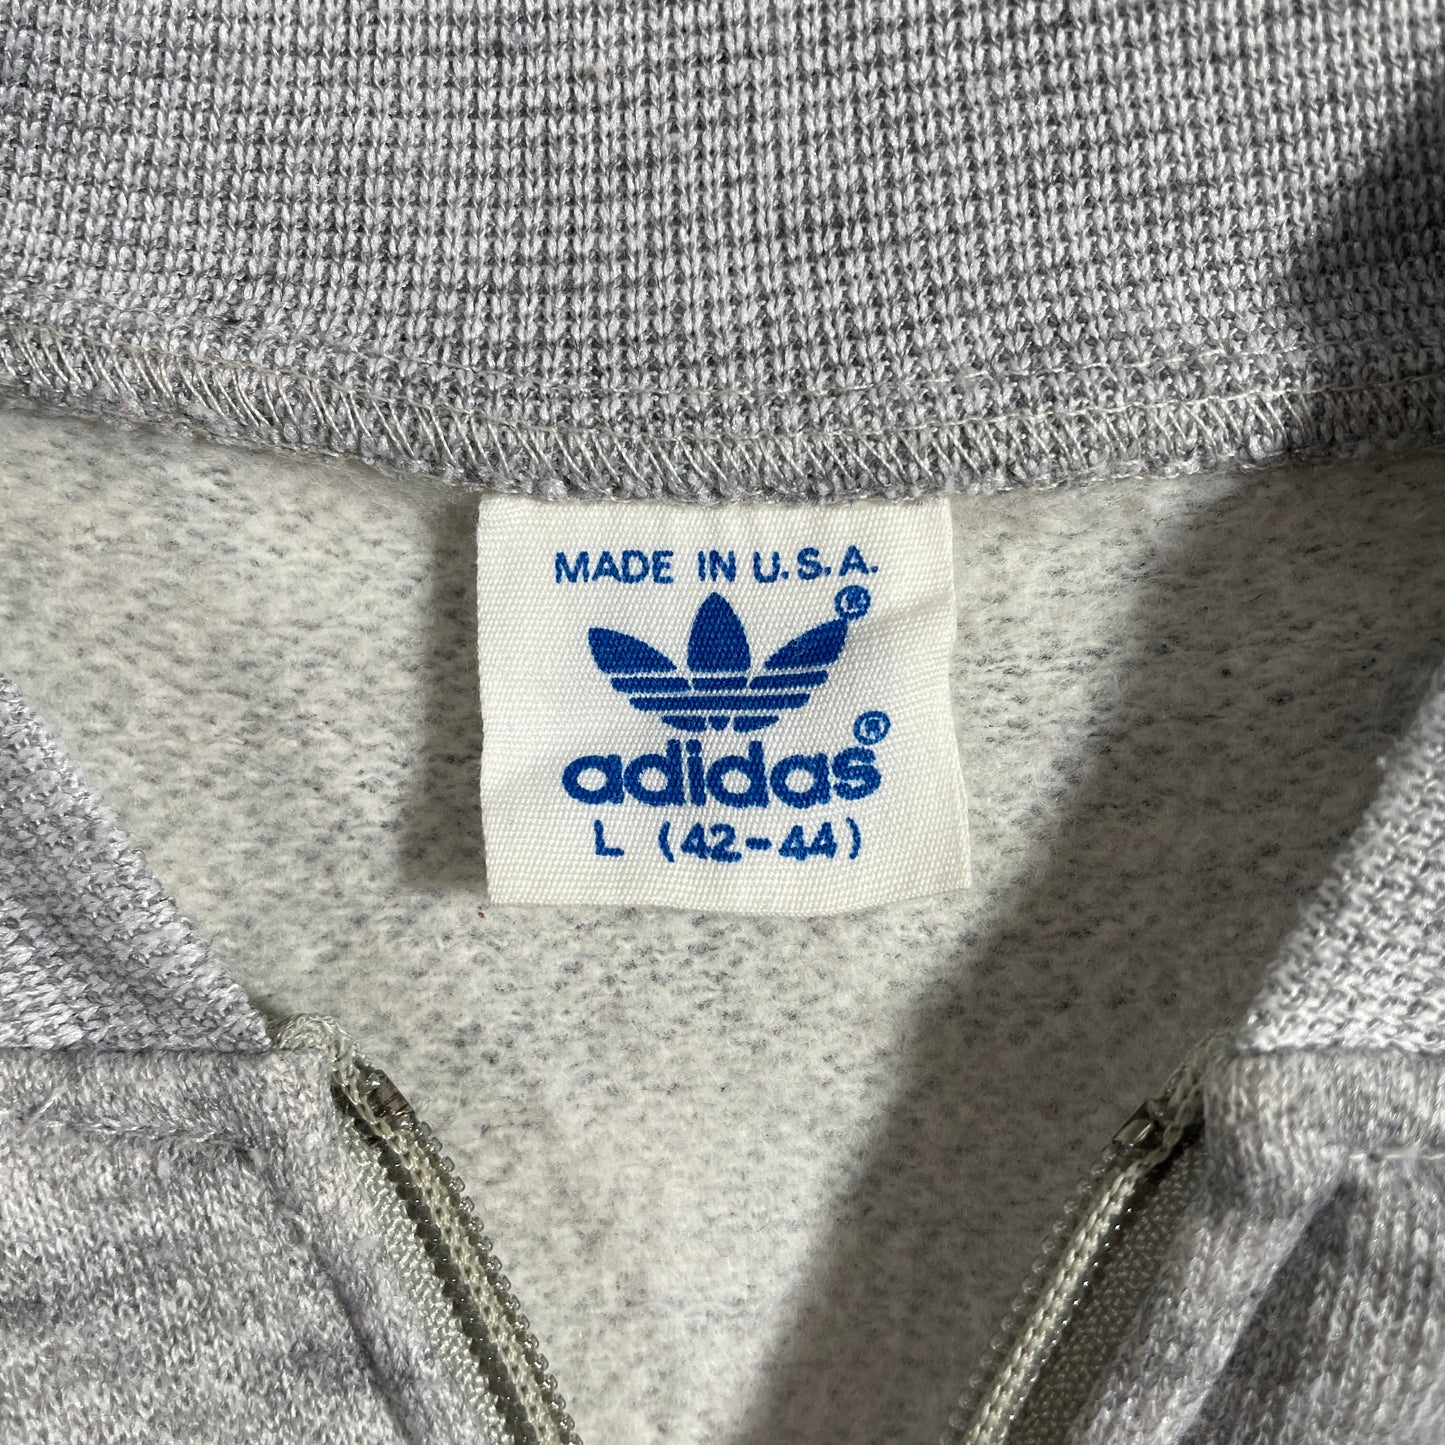 MADE IN U.S.A.
®
adidas®
L (42-44)